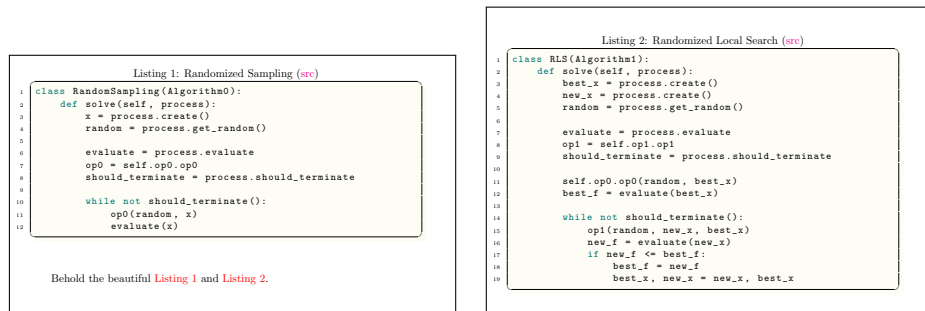 Listing 1: Randomized Sampling (src)
1 class RandomSampling(Algorithm0):
2     def solve(self, process):
3         x = process.create()
4         random = process.get_random()
5
6         evaluate = process.evaluate
7         op0 = self.op0.op0
8         should_terminate = process.should_terminate
9
10         while not should_terminate():
11             op0(random, x)
12             evaluate(x)
Behold the beautiful Listing 1 and Listing 2.
Listing 2: Randomized Local Search (src)
1 class RLS(Algorithm1):
2     def solve(self, process):
3         best_x = process.create()
4         new_x = process.create()
5         random = process.get_random()
6
7         evaluate = process.evaluate
8         op1 = self.op1.op1
9         should_terminate = process.should_terminate
10
11         self.op0.op0(random, best_x)
12         best_f = evaluate(best_x)
13
14         while not should_terminate():
15             op1(random, new_x, best_x)
16             new_f = evaluate(new_x)
17             if new_f <= best_f:
18                 best_f = new_f
19                 best_x, new_x = new_x, best_x